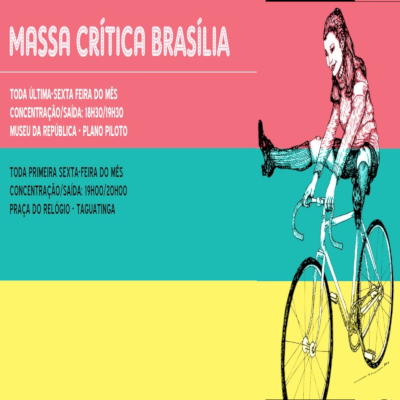 MASSA CRÍTICA BRASÍLIA
TODA ÚLTIMA-SEXTA FEIRA DO MÊS
CONCENTRAÇÃO/SAÍDA: 18H30/19H30
MUSEU DA REPÚBLICA - PLANO PILOTO
TODA PRIMEIRA SEXTA-FEIRA DO MÊS
CONCENTRAÇÃO/SAÍDA: 19H00/20H00
PRAÇA DO RELÓGIO - TAGUATINGA